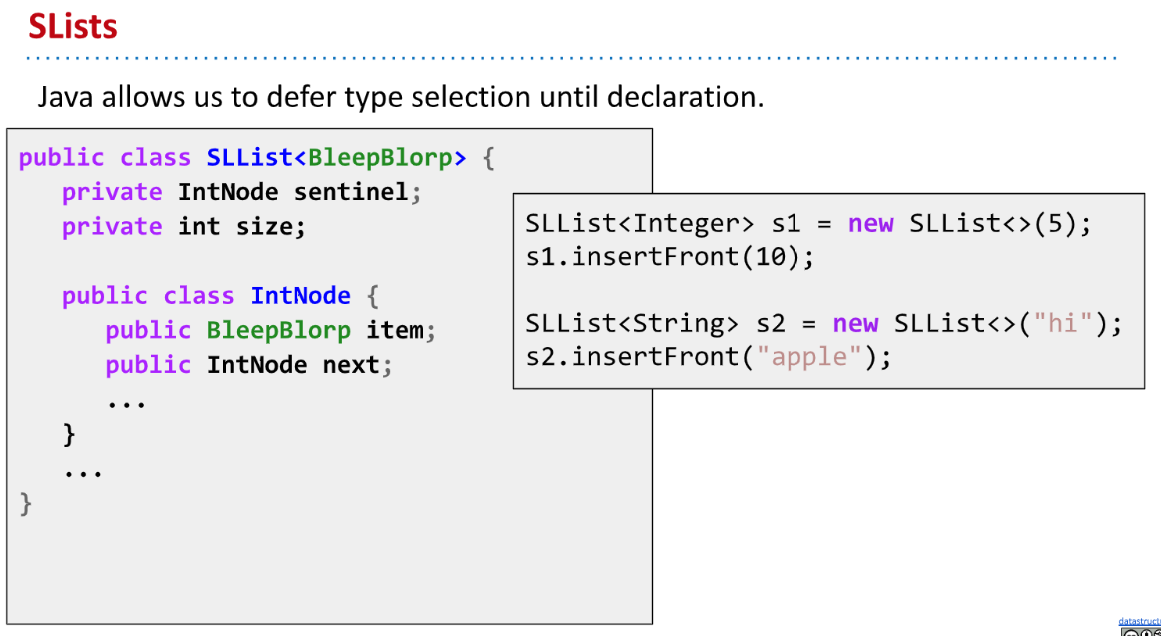 SLists
Java allows us to defer type selection until declaration.
public class SLList<BleepBlorp> {
private IntNode sentinel;
private int size;
public class IntNode {
public BleepBlorp item;
public IntNode next;
...
}
...
}
SLList<Integer> s1 = new SLList<>(5);
s1.insertFront(10);
SLList<String> s2 = new SLList<>("hi");
s2.insertFront("apple");
datastruct